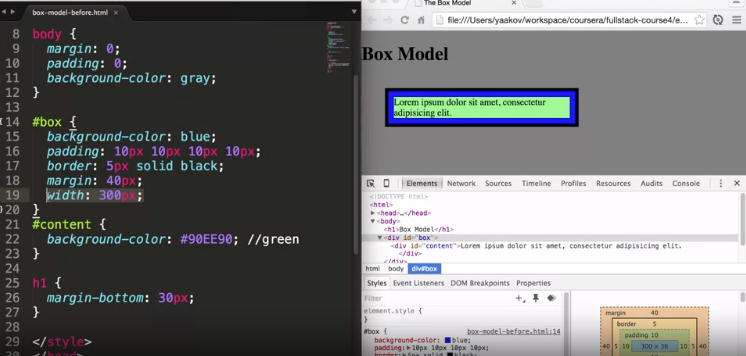 box-model-before.html ×
8 body {
9 margin: 0;
10 padding: 0;
11 background-color: gray;
12 }
13
14 #box {
15 background-color: blue;
16 padding: 10px 10px 10px 10px;
17 border: 5px solid black;
18 margin: 40px;
19 width: 300px;
20 }
21 #content {
22 background-color: #90EE90; //green
23 }
24
25 h1 {
26 margin-bottom: 30px;
27 }
28
29 </style>
30 </head>
The Box Model
file:///Users/yaakov/workspace/coursera/fullstack-course4/e...
Box Model
Lorem ipsum dolor sit amet, consectetur
adipisicing elit.
Elements Network Sources Timeline Profiles Resources Audits Console
<!DOCTYPE html>
<html>
<head>…</head>
<body>
<h1>Box Model</h1>
<div id="box">
<div id="content">Lorem ipsum dolor sit amet, consectetur adipisicing elit.
</div>
</div>
html body div#box
Styles Event Listeners DOM Breakpoints Properties
Filter
element.style {
}
#box { box-model-before.html:14
background-color: blue;
padding: 10px 10px 10px 10px;
border: 5px solid black;
margin 40
border 5
padding 10
40 5 10 300 × 36 10 5 40